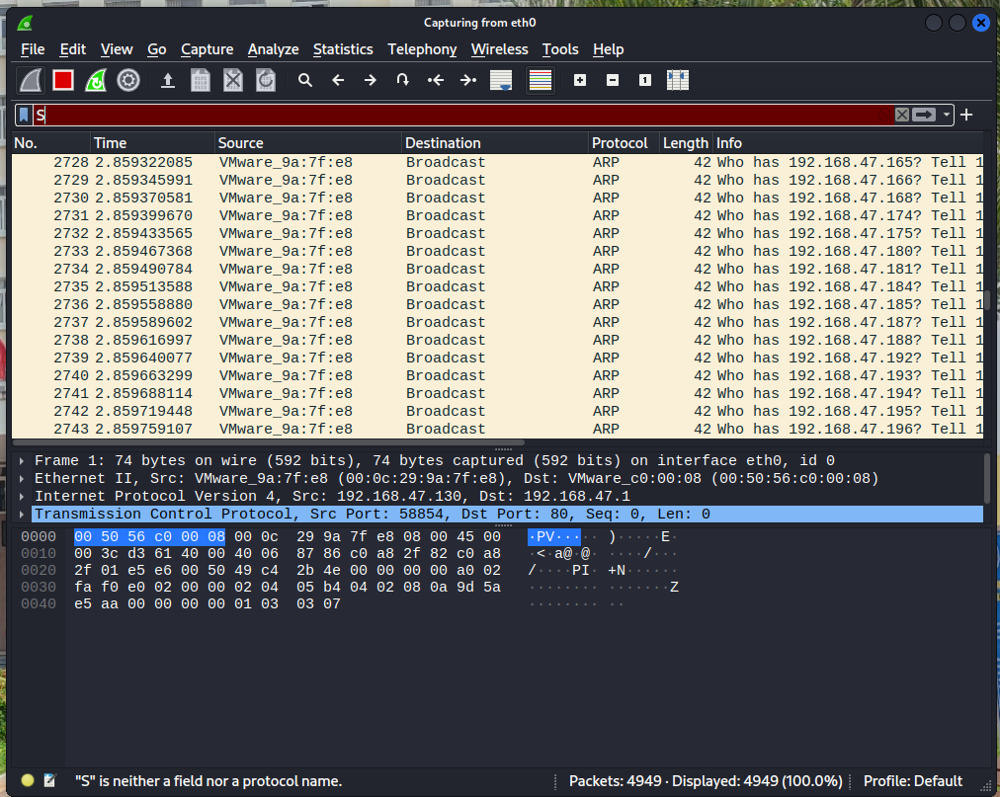 Capturing from eth0
File Edit View Go Capture Analyze Statistics Telephony Wireless Tools Help
S
No. Time Source Destination Protocol Length Info
2728 2.859322085 VMware_9a:7f:e8 Broadcast ARP 42 Who has 192.168.47.165? Tell 1
2729 2.859345991 VMware_9a:7f:e8 Broadcast ARP 42 Who has 192.168.47.166? Tell 1
2730 2.859370581 VMware_9a:7f:e8 Broadcast ARP 42 Who has 192.168.47.168? Tell 1
2731 2.859399670 VMware_9a:7f:e8 Broadcast ARP 42 Who has 192.168.47.174? Tell 1
2732 2.859433565 VMware_9a:7f:e8 Broadcast ARP 42 Who has 192.168.47.175? Tell 1
2733 2.859467368 VMware_9a:7f:e8 Broadcast ARP 42 Who has 192.168.47.180? Tell 1
2734 2.859490784 VMware_9a:7f:e8 Broadcast ARP 42 Who has 192.168.47.181? Tell 1
2735 2.859513588 VMware_9a:7f:e8 Broadcast ARP 42 Who has 192.168.47.184? Tell 1
2736 2.859558880 VMware_9a:7f:e8 Broadcast ARP 42 Who has 192.168.47.185? Tell 1
2737 2.859589602 VMware_9a:7f:e8 Broadcast ARP 42 Who has 192.168.47.187? Tell 1
2738 2.859616997 VMware_9a:7f:e8 Broadcast ARP 42 Who has 192.168.47.188? Tell 1
2739 2.859640077 VMware_9a:7f:e8 Broadcast ARP 42 Who has 192.168.47.192? Tell 1
2740 2.859663299 VMware_9a:7f:e8 Broadcast ARP 42 Who has 192.168.47.193? Tell 1
2741 2.859688114 VMware_9a:7f:e8 Broadcast ARP 42 Who has 192.168.47.194? Tell 1
2742 2.859719448 VMware_9a:7f:e8 Broadcast ARP 42 Who has 192.168.47.195? Tell 1
2743 2.859759107 VMware_9a:7f:e8 Broadcast ARP 42 Who has 192.168.47.196? Tell 1
Frame 1: 74 bytes on wire (592 bits), 74 bytes captured (592 bits) on interface eth0, id 0
Ethernet II, Src: VMware_9a:7f:e8 (00:0c:29:9a:7f:e8), Dst: VMware_c0:00:08 (00:50:56:c0:00:08)
Internet Protocol Version 4, Src: 192.168.47.130, Dst: 192.168.47.1
Transmission Control Protocol, Src Port: 58854, Dst Port: 80, Seq: 0, Len: 0
0000 00 50 56 c0 00 08 00 0c 29 9a 7f e8 08 00 45 00 ·PV····· )·····E·
0010 00 3c d3 61 40 00 40 06 87 86 c0 a8 2f 82 c0 a8 ·<·a@·@· ····/···
0020 2f 01 e5 e6 00 50 49 c4 2b 4e 00 00 00 00 a0 02 /····PI· +N······
0030 fa f0 e0 02 00 00 02 04 05 b4 04 02 08 0a 9d 5a ········ ·······Z
0040 e5 aa 00 00 00 00 01 03 03 07 ········ ··
"S" is neither a field nor a protocol name. Packets: 4949 · Displayed: 4949 (100.0%) Profile: Default